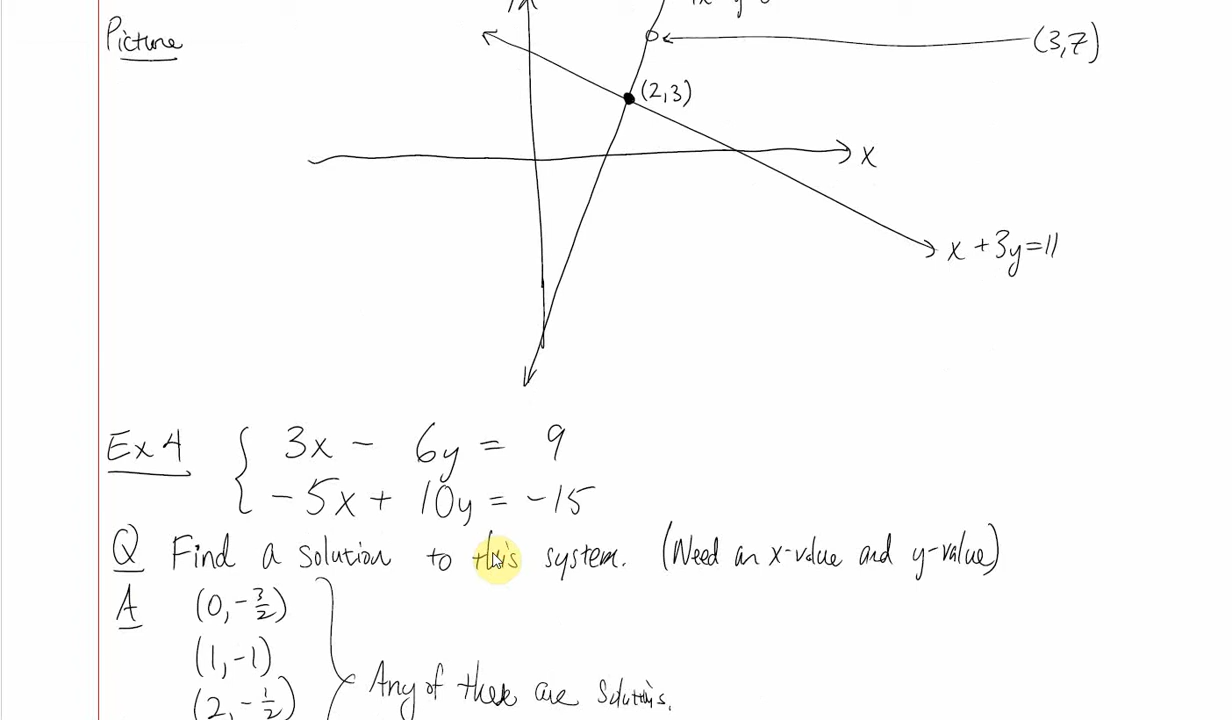 Picture
(3,7)
(2,3)
x
x + 3y = 11
Ex 4 { 3x - 6y = 9
-5x + 10y = -15
Q Find a solution to this system. (Need an x-value and y-value)
A (0, -3/2)
(1, -1)
(2, -1/2)
Any of these are solutions.